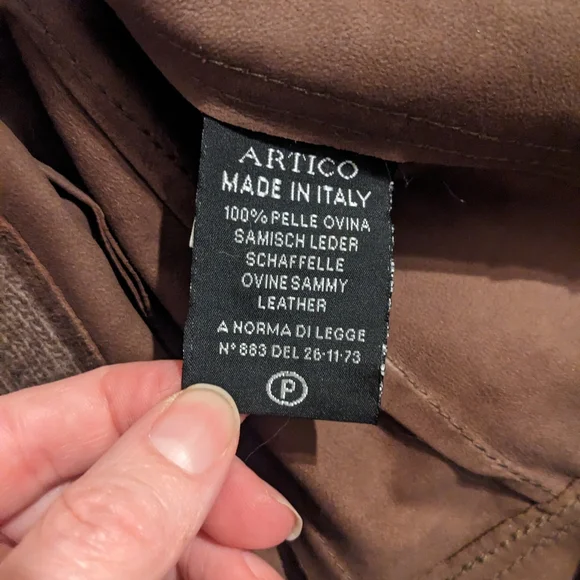 ARTICO
MADE IN ITALY
100% PELLE OVINA
SAMISCH LEDER
SCHAFFELLE
OVINE SAMMY
LEATHER
A NORMA DI LEGGE
N° 883 DEL 26-11-73
P